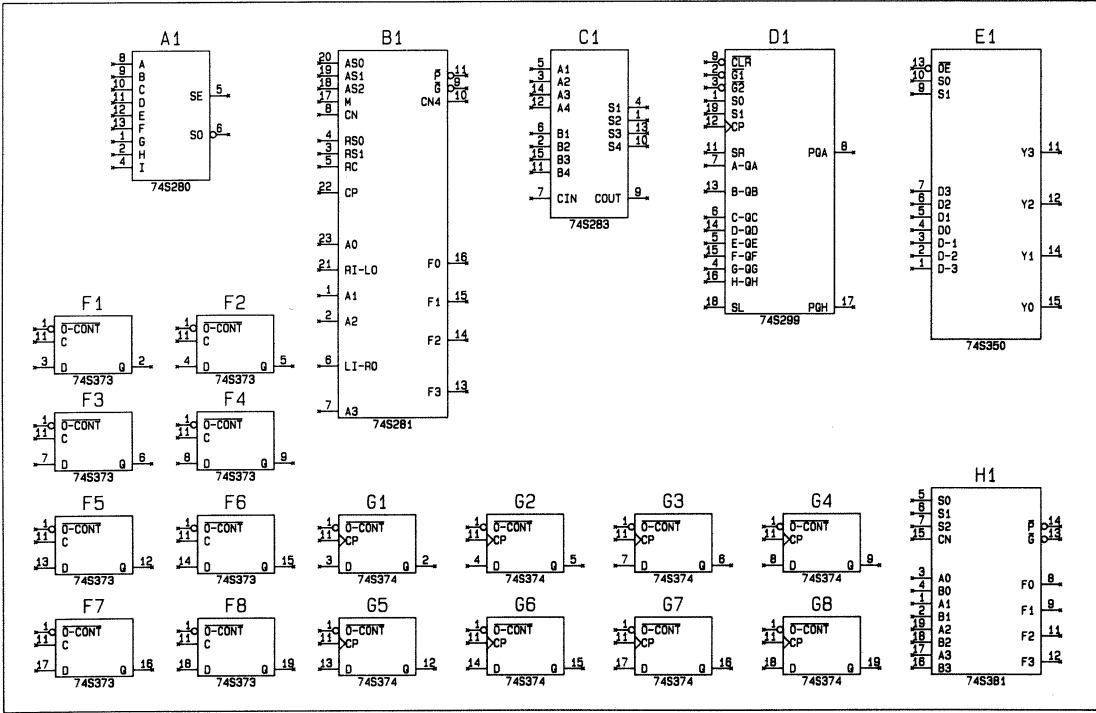 A1
8 A
9 B
10 C
11 D
12 E
13 F
1 G
2 H
4 I
SE 5
SO 6
74S280
B1
20 AS0
19 AS1
18 AS2
17 M
8 CN
4 RS0
3 RS1
5 RC
22 CP
23 A0
21 RI-LO
1 A1
2 A2
6 LI-RO
7 A3
P 11
G 9
CN4 10
F0 16
F1 15
F2 14
F3 13
74S281
C1
5 A1
3 A2
14 A3
12 A4
6 B1
2 B2
15 B3
11 B4
7 CIN
S1 4
S2 1
S3 13
S4 10
COUT 9
74S283
D1
9 CLR
2 G1
3 G2
1 S0
19 S1
12 CP
11 SR
7 A-QA
13 B-QB
6 C-QC
14 D-QD
5 E-QE
15 F-QF
4 G-QG
16 H-QH
18 SL
PQA 8
PQH 17
74S299
E1
13 OE
10 S0
9 S1
7 D3
6 D2
5 D1
4 D0
3 D-1
2 D-2
1 D-3
Y3 11
Y2 12
Y1 14
Y0 15
74S350
F1
1 O-CONT
11 C
3 D Q 2
74S373
F2
1 O-CONT
11 C
4 D Q 5
74S373
F3
1 O-CONT
11 C
7 D Q 6
74S373
F4
1 O-CONT
11 C
8 D Q 9
74S373
F5
1 O-CONT
11 C
13 D Q 12
74S373
F6
1 O-CONT
11 C
14 D Q 15
74S373
G1
1 O-CONT
11 CP
3 D Q 2
74S374
G2
1 O-CONT
11 CP
4 D Q 5
74S374
G3
1 O-CONT
11 CP
7 D Q 6
74S374
G4
1 O-CONT
11 CP
8 D Q 9
74S374
F7
1 O-CONT
11 C
17 D Q 16
74S373
F8
1 O-CONT
11 C
18 D Q 19
74S373
G5
1 O-CONT
11 CP
13 D Q 12
74S374
G6
1 O-CONT
11 CP
14 D Q 15
74S374
G7
1 O-CONT
11 CP
17 D Q 16
74S374
G8
1 O-CONT
11 CP
18 D Q 19
74S374
H1
5 S0
6 S1
7 S2
15 CN
3 A0
4 B0
1 A1
2 B1
19 A2
18 B2
17 A3
16 B3
P 14
G 13
F0 8
F1 9
F2 11
F3 12
74S381